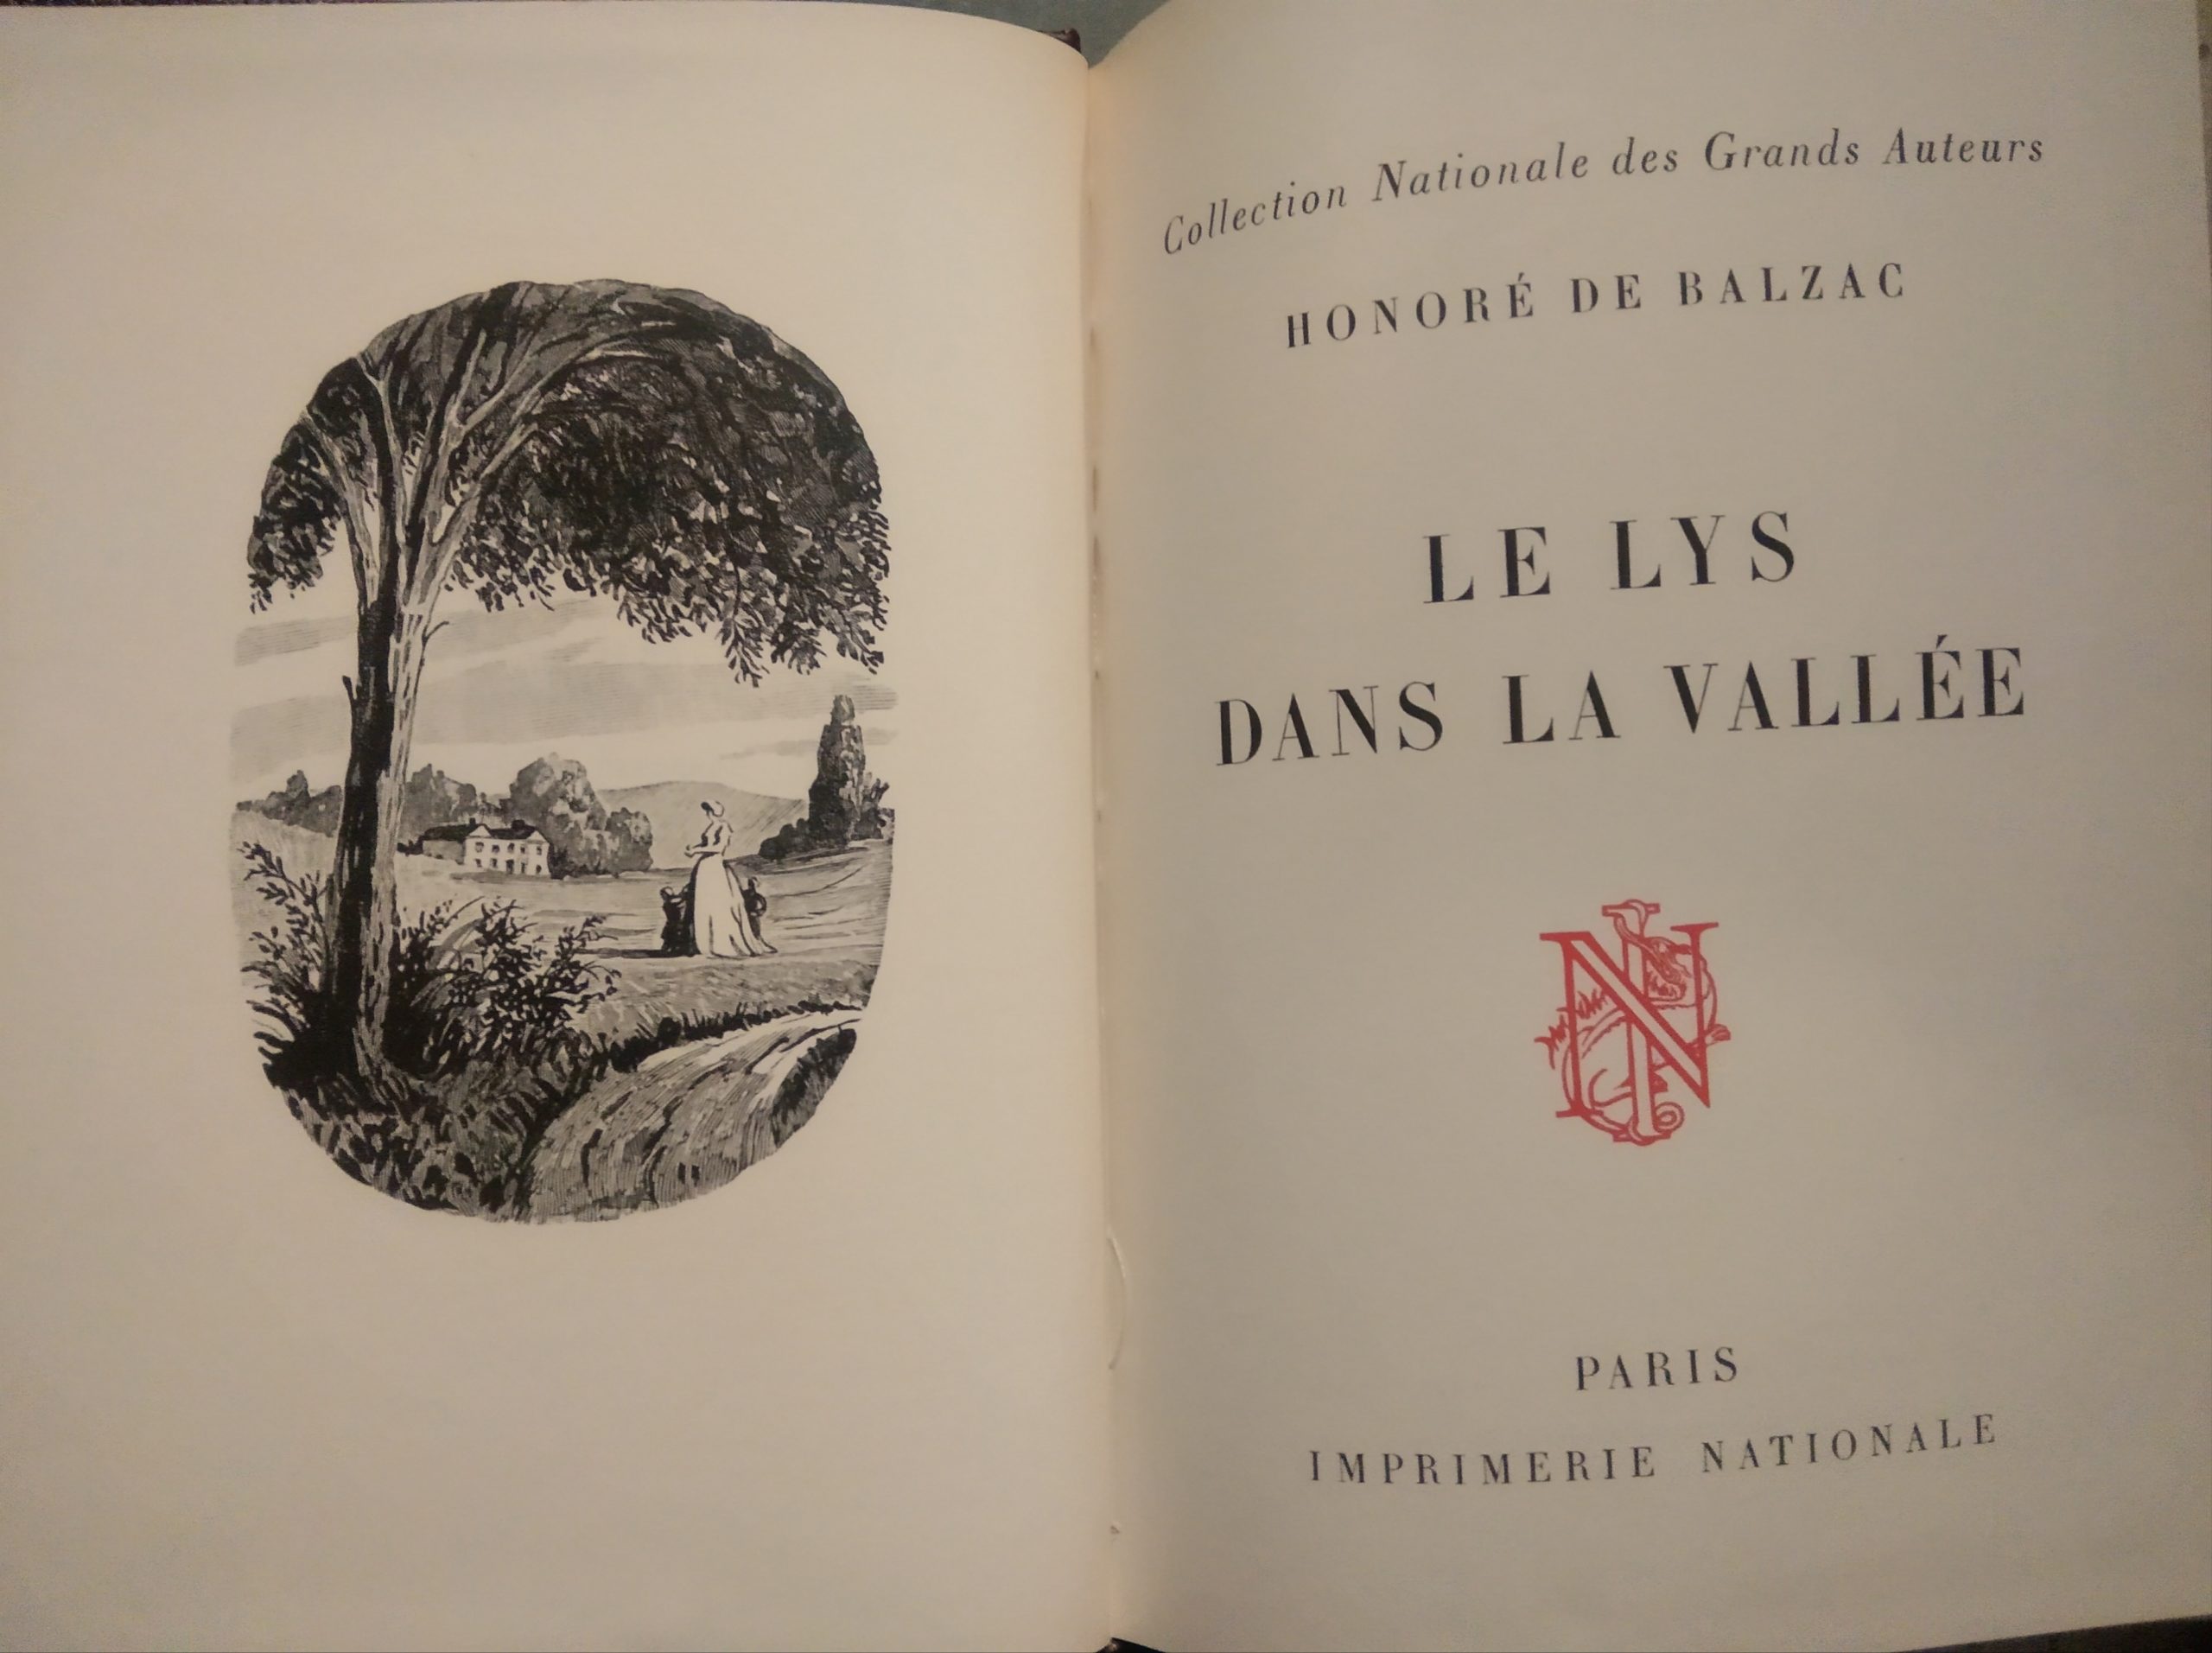 Collection Nationale des Grands Auteurs
HONORÉ DE BALZAC
LE LYS
DANS LA VALLÉE
PARIS
IMPRIMERIE NATIONALE